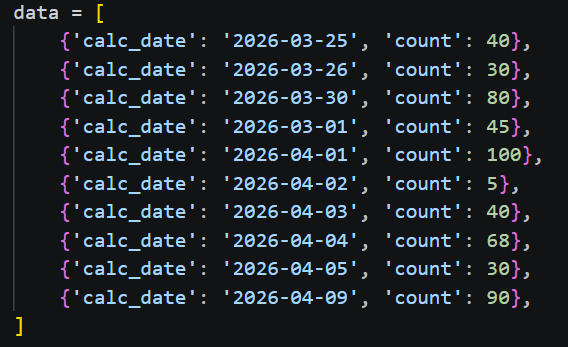 data = [
    {'calc_date': '2026-03-25', 'count': 40},
    {'calc_date': '2026-03-26', 'count': 30},
    {'calc_date': '2026-03-30', 'count': 80},
    {'calc_date': '2026-03-01', 'count': 45},
    {'calc_date': '2026-04-01', 'count': 100},
    {'calc_date': '2026-04-02', 'count': 5},
    {'calc_date': '2026-04-03', 'count': 40},
    {'calc_date': '2026-04-04', 'count': 68},
    {'calc_date': '2026-04-05', 'count': 30},
    {'calc_date': '2026-04-09', 'count': 90},
]